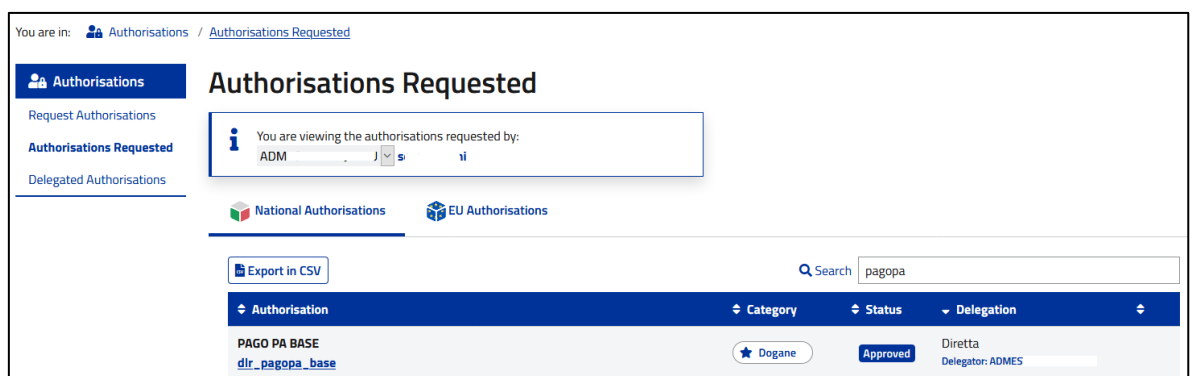 You are in: Authorisations / Authorisations Requested
Authorisations
Request Authorisations
Authorisations Requested
Delegated Authorisations
Authorisations Requested
You are viewing the authorisations requested by:
ADM
National Authorisations
EU Authorisations
Export in CSV
Search pagopa
Authorisation Category Status Delegation
PAGO PA BASE
dlr_pagopa_base
Dogane
Approved
Diretta
Delegator: ADMES